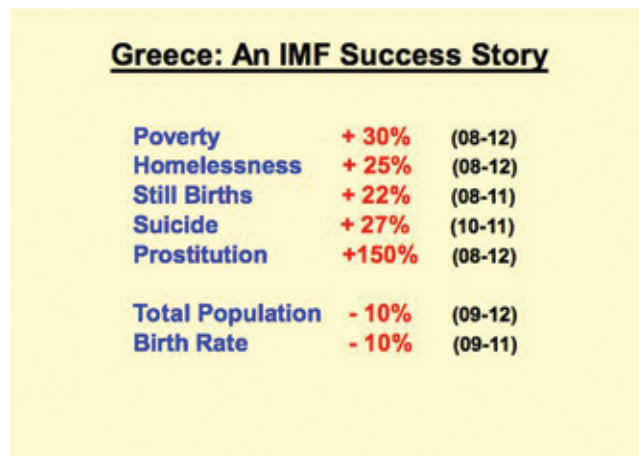 Greece: An IMF Success Story
Poverty + 30% (08-12)
Homelessness + 25% (08-12)
Still Births + 22% (08-11)
Suicide + 27% (10-11)
Prostitution +150% (08-12)
Total Population - 10% (09-12)
Birth Rate - 10% (09-11)